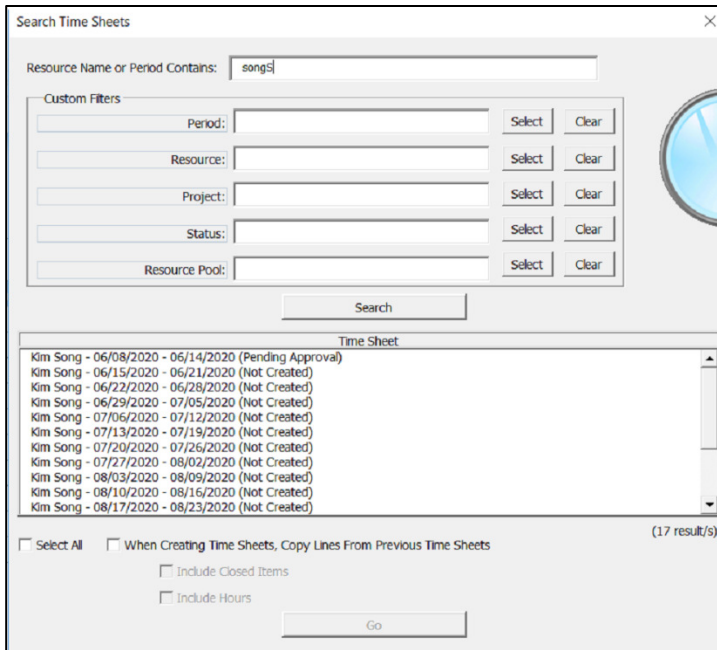 Search Time Sheets
Resource Name or Period Contains: songS
Custom Filters
Period: Select Clear
Resource: Select Clear
Project: Select Clear
Status: Select Clear
Resource Pool: Select Clear
Search
Time Sheet
Kim Song - 06/08/2020 - 06/14/2020 (Pending Approval)
Kim Song - 06/15/2020 - 06/21/2020 (Not Created)
Kim Song - 06/22/2020 - 06/28/2020 (Not Created)
Kim Song - 06/29/2020 - 07/05/2020 (Not Created)
Kim Song - 07/06/2020 - 07/12/2020 (Not Created)
Kim Song - 07/13/2020 - 07/19/2020 (Not Created)
Kim Song - 07/20/2020 - 07/26/2020 (Not Created)
Kim Song - 07/27/2020 - 08/02/2020 (Not Created)
Kim Song - 08/03/2020 - 08/09/2020 (Not Created)
Kim Song - 08/10/2020 - 08/16/2020 (Not Created)
Kim Song - 08/17/2020 - 08/23/2020 (Not Created)
(17 result/s)
Select All When Creating Time Sheets, Copy Lines From Previous Time Sheets
Include Closed Items
Include Hours
Go